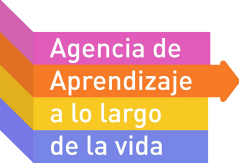 Agencia de
Aprendizaje
a lo largo
de la vida